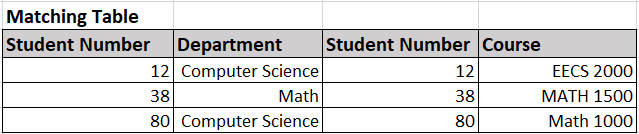 Matching Table
Student Number Department Student Number Course
12 Computer Science 12 EECS 2000
38 Math 38 MATH 1500
80 Computer Science 80 Math 1000